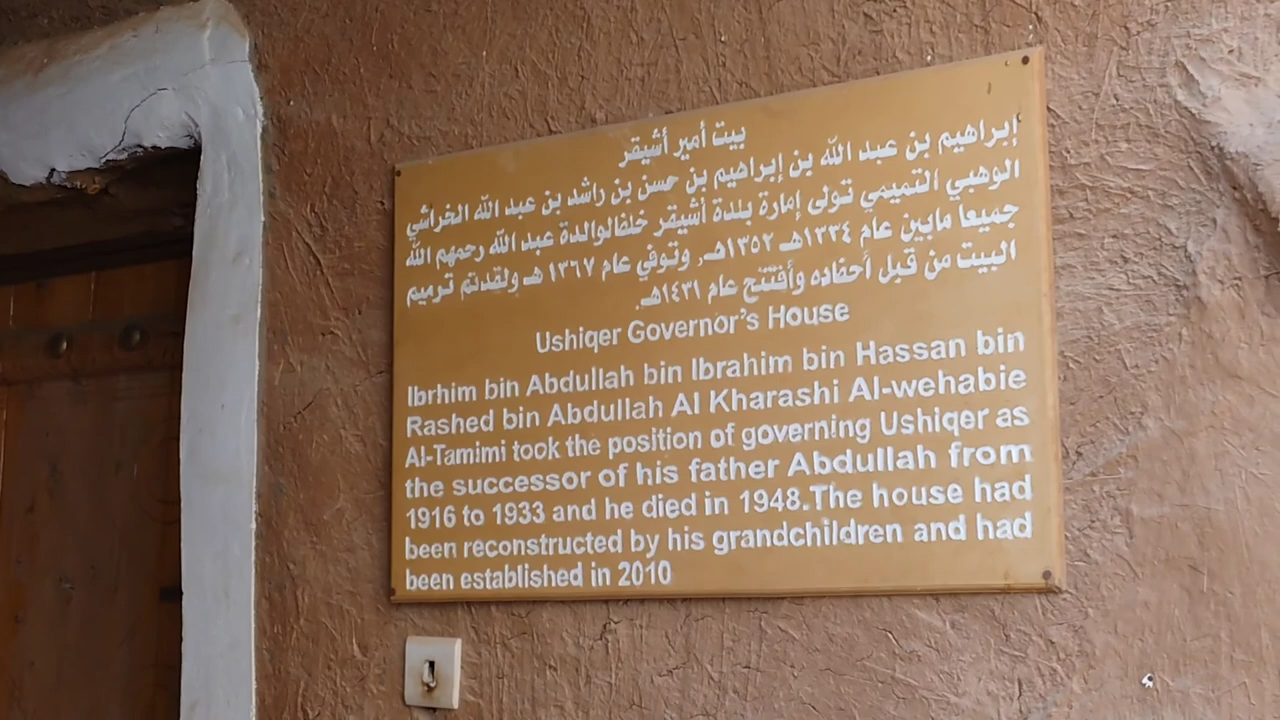 بيت أمير أشيقر
إبراهيم بن عبد الله بن إبراهيم بن حسن بن راشد بن عبد الله الخراشي
الوهبي التميمي تولى إمارة بلدة أشيقر خلفالوالدة عبد الله رحمهم الله
جميعا مابين عام ١٣٣٤هـ ١٣٥٢هـ. وتوفي عام ١٣٦٧ هـ ولقدتم ترميم
البيت من قبل أحفاده وأفتتح عام ١٤٣١هـ.
Ushiqer Governor's House
Ibrhim bin Abdullah bin Ibrahim bin Hassan bin
Rashed bin Abdullah Al Kharashi Al-wehabie
Al-Tamimi took the position of governing Ushiqer as
the successor of his father Abdullah from
1916 to 1933 and he died in 1948.The house had
been reconstructed by his grandchildren and had
been established in 2010